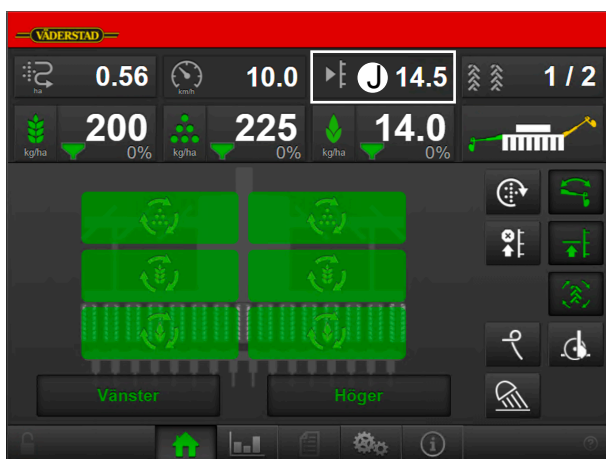 VÄDERSTAD
0.56
10.0
J 14.5
1 / 2
ha
km/h
200
225
14.0
kg/ha
0%
kg/ha
0%
kg/ha
0%
Vänster
Höger